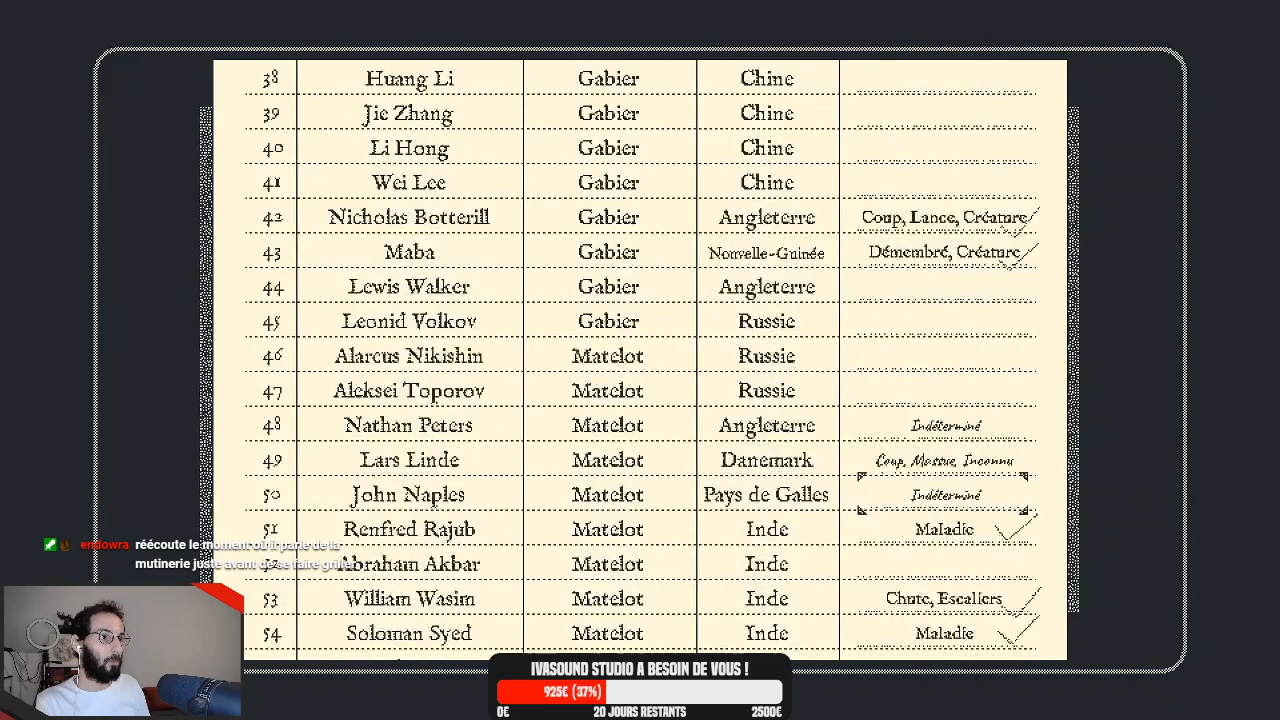 38 Huang Li Gabier Chine
39 Jie Zhang Gabier Chine
40 Li Hong Gabier Chine
41 Wei Lee Gabier Chine
42 Nicholas Botterill Gabier Angleterre Coup, Lance, Créature
43 Maba Gabier Nouvelle-Guinée Démembré, Créature
44 Lewis Walker Gabier Angleterre
45 Leonid Volkov Gabier Russie
46 Alarcus Nikishin Matelot Russie
47 Aleksei Toporov Matelot Russie
48 Nathan Peters Matelot Angleterre Indéterminé
49 Lars Linde Matelot Danemark Coup, Massue, Inconnu
50 John Naples Matelot Pays de Galles Indéterminé
51 Renfred Rajub Matelot Inde Maladie
52 Abraham Akbar Matelot Inde
53 William Wasim Matelot Inde Chute, Escaliers
54 Soloman Syed Matelot Inde Maladie
endowra réécoute le moment où il parle de la
mutinerie juste avant de se faire griller
IVASOUND STUDIO A BESOIN DE VOUS !
925€ (37%)
0€ 20 JOURS RESTANTS 2500€